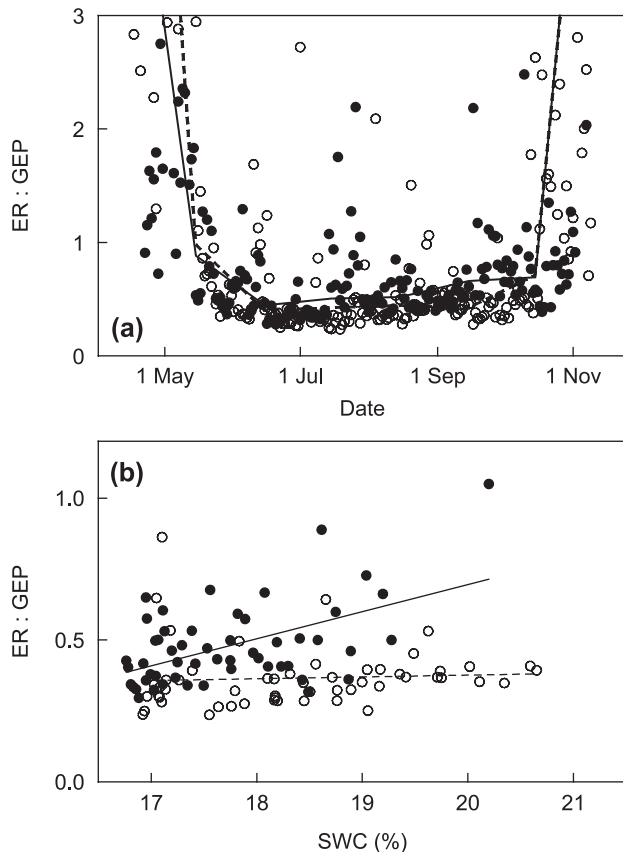 3
2
1
0
ER : GEP
(a)
1 May
1 Jul
1 Sep
1 Nov
Date
(b)
1.0
0.5
0.0
ER : GEP
17
18
19
20
21
SWC (%)